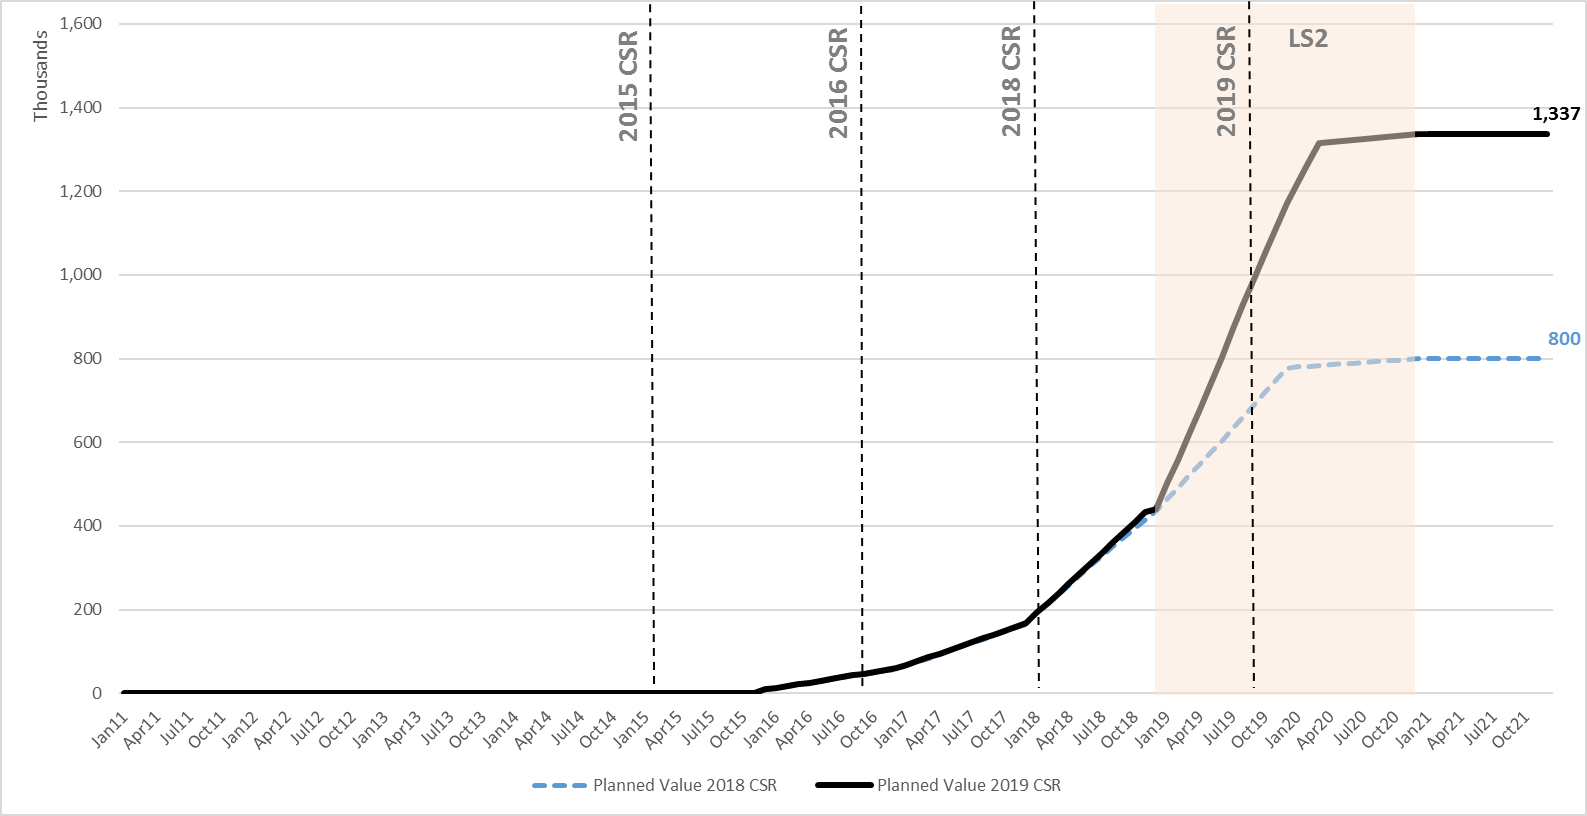 Thousands
1,600
1,400
1,200
1,000
800
600
400
200
0
2015 CSR
2016 CSR
2018 CSR
2019 CSR
LS2
1,337
800
Jan11
Apr11
Jul11
Oct11
Jan12
Apr12
Jul12
Oct12
Jan13
Apr13
Jul13
Oct13
Jan14
Apr14
Jul14
Oct14
Jan15
Apr15
Jul15
Oct15
Jan16
Apr16
Jul16
Oct16
Jan17
Apr17
Jul17
Oct17
Jan18
Apr18
Jul18
Oct18
Jan19
Apr19
Jul19
Oct19
Jan20
Apr20
Jul20
Oct20
Jan21
Apr21
Jul21
Oct21
Planned Value 2018 CSR
Planned Value 2019 CSR